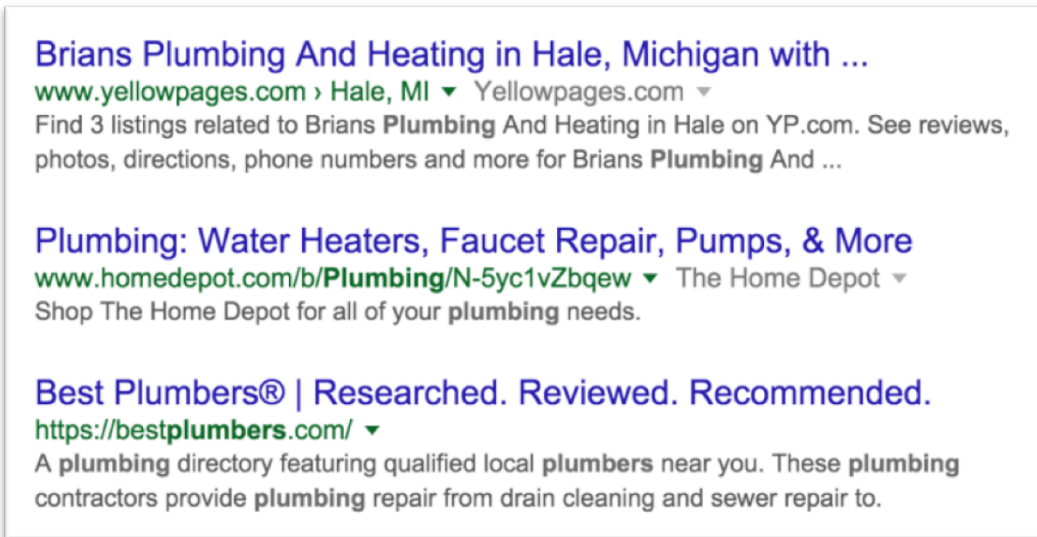 Brians Plumbing And Heating in Hale, Michigan with ...
www.yellowpages.com › Hale, MI ▼ Yellowpages.com ▼
Find 3 listings related to Brians Plumbing And Heating in Hale on YP.com. See reviews,
photos, directions, phone numbers and more for Brians Plumbing And ...
Plumbing: Water Heaters, Faucet Repair, Pumps, & More
www.homedepot.com/b/Plumbing/N-5yc1vZbqew ▼ The Home Depot ▼
Shop The Home Depot for all of your plumbing needs.
Best Plumbers® | Researched. Reviewed. Recommended.
https://bestplumbers.com/ ▼
A plumbing directory featuring qualified local plumbers near you. These plumbing
contractors provide plumbing repair from drain cleaning and sewer repair to.